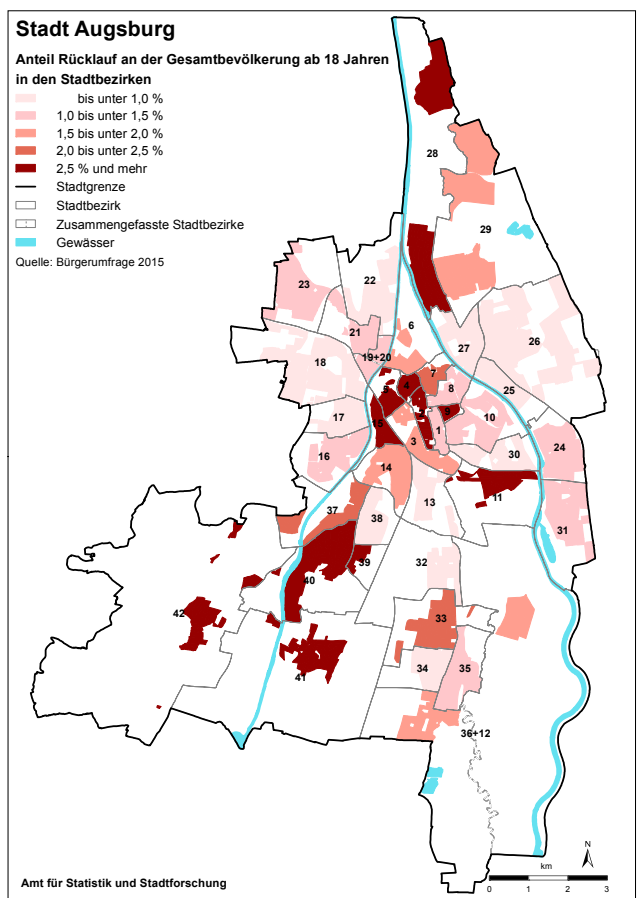 Stadt Augsburg
Anteil Rücklauf an der Gesamtbevölkerung ab 18 Jahren
in den Stadtbezirken
bis unter 1,0 %
1,0 bis unter 1,5 %
1,5 bis unter 2,0 %
2,0 bis unter 2,5 %
2,5 % und mehr
Stadtgrenze
Stadtbezirk
Zusammengefasste Stadtbezirke
Gewässer
Quelle: Bürgerumfrage 2015
28
29
23
22
6
21
27
26
19+20
18
7
5
4
8
25
2
9
17
15
10
1
3
24
16
30
14
11
13
37
38
31
39
32
40
42
33
34
35
41
36+12
N
km
0 1 2 3
Amt für Statistik und Stadtforschung